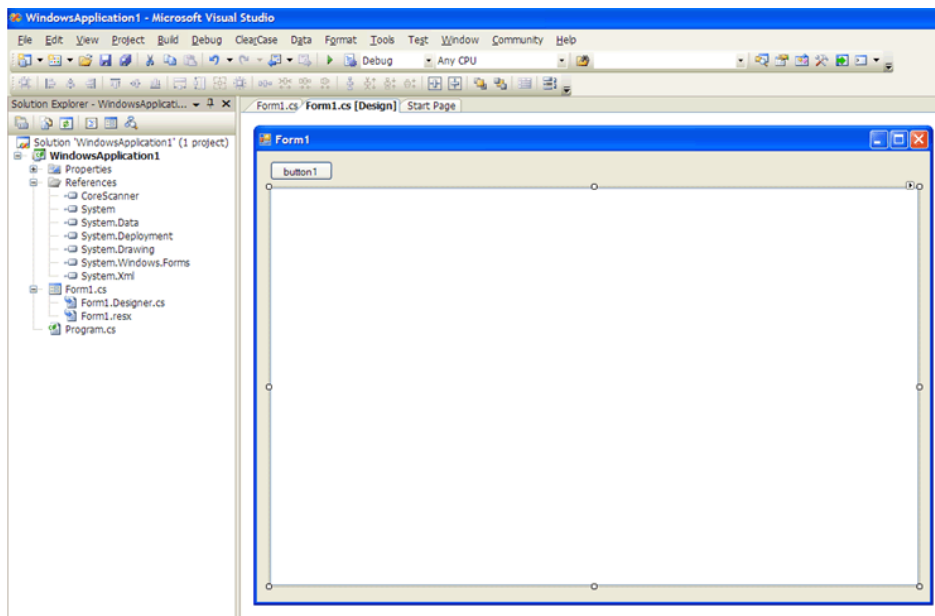 WindowsApplication1 - Microsoft Visual Studio
File Edit View Project Build Debug ClearCase Data Format Tools Test Window Community Help
Debug Any CPU
Solution Explorer - WindowsApplicati...
Form1.cs Form1.cs [Design] Start Page
Solution 'WindowsApplication1' (1 project)
WindowsApplication1
Properties
References
CoreScanner
System
System.Data
System.Deployment
System.Drawing
System.Windows.Forms
System.Xml
Form1.cs
Form1.Designer.cs
Form1.resx
Program.cs
Form1
button1